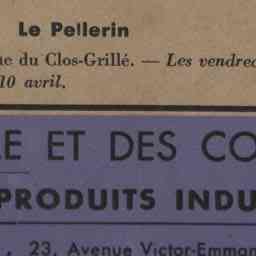 Le Pellerin
ue du Clos-Grillé. — Les vendre
10 avril.
E ET DES CO
PRODUITS INDU
, 23, Avenue Victor-Emman